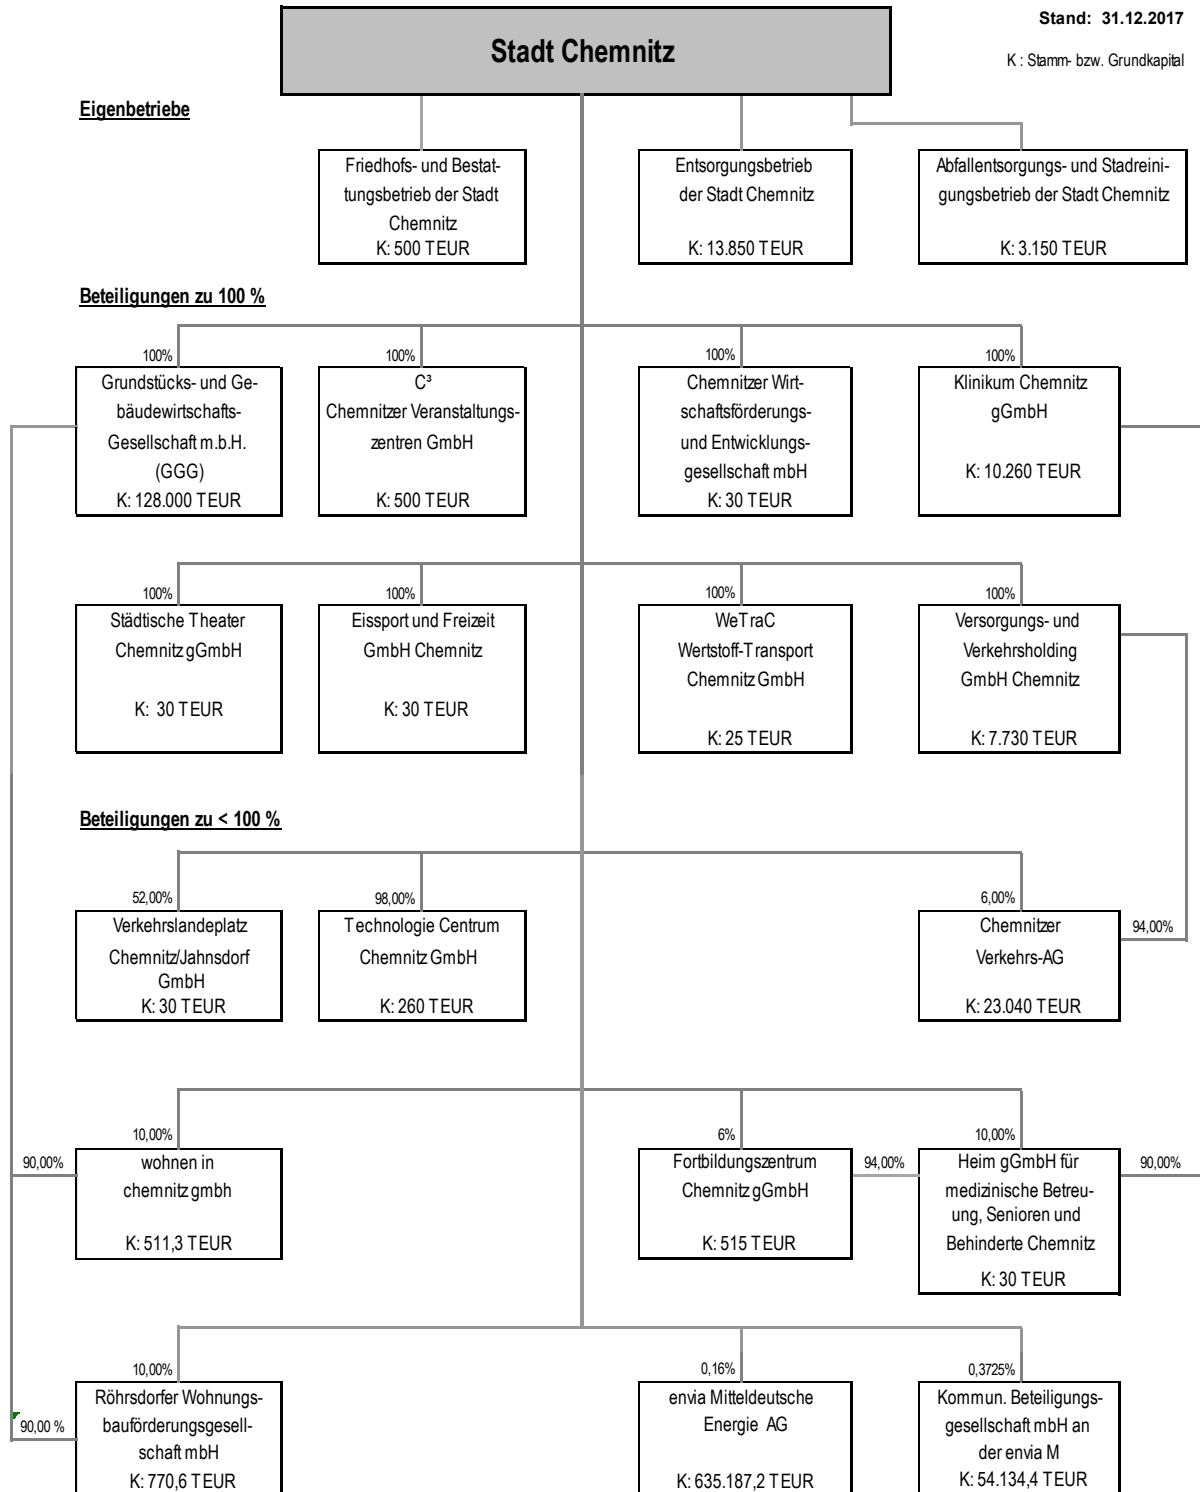 Stadt Chemnitz
Stand: 31.12.2017
K : Stamm- bzw. Grundkapital
Eigenbetriebe
Friedhofs- und Bestat-
tungsbetrieb der Stadt
Chemnitz
K: 500 TEUR
Entsorgungsbetrieb
der Stadt Chemnitz
K: 13.850 TEUR
Abfallentsorgungs- und Stadreini-
gungsbetrieb der Stadt Chemnitz
K: 3.150 TEUR
Beteiligungen zu 100 %
100%
Grundstücks- und Ge-
bäudewirtschafts-
Gesellschaft m.b.H.
(GGG)
K: 128.000 TEUR
100%
C³
Chemnitzer Veranstaltungs-
zentren GmbH
K: 500 TEUR
100%
Chemnitzer Wirt-
schaftsförderungs-
und Entwicklungs-
gesellschaft mbH
K: 30 TEUR
100%
Klinikum Chemnitz
gGmbH
K: 10.260 TEUR
100%
Städtische Theater
Chemnitz gGmbH
K: 30 TEUR
100%
Eissport und Freizeit
GmbH Chemnitz
K: 30 TEUR
100%
WeTraC
Wertstoff-Transport
Chemnitz GmbH
K: 25 TEUR
100%
Versorgungs- und
Verkehrsholding
GmbH Chemnitz
K: 7.730 TEUR
Beteiligungen zu < 100 %
52,00%
Verkehrslandeplatz
Chemnitz/Jahnsdorf
GmbH
K: 30 TEUR
98,00%
Technologie Centrum
Chemnitz GmbH
K: 260 TEUR
6,00%
Chemnitzer
Verkehrs-AG
K: 23.040 TEUR
94,00%
90,00%
10,00%
wohnen in
chemnitz gmbh
K: 511,3 TEUR
6%
Fortbildungszentrum
Chemnitz gGmbH
K: 515 TEUR
94,00%
10,00%
Heim gGmbH für
medizinische Betreu-
ung, Senioren und
Behinderte Chemnitz
K: 30 TEUR
90,00%
90,00 %
10,00%
Röhrsdorfer Wohnungs-
bauförderungsgesell-
schaft mbH
K: 770,6 TEUR
0,16%
envia Mitteldeutsche
Energie AG
K: 635.187,2 TEUR
0,3725%
Kommun. Beteiligungs-
gesellschaft mbH an
der envia M
K: 54.134,4 TEUR